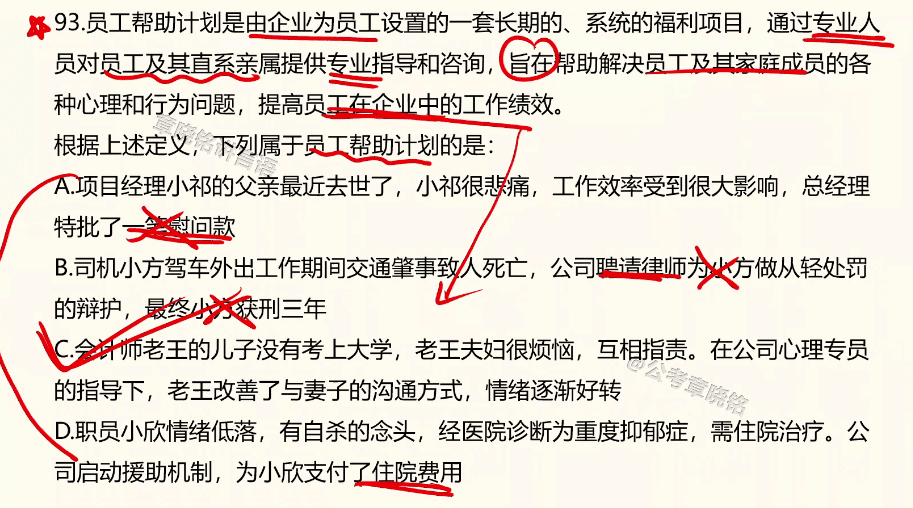 93.员工帮助计划是由企业为员工设置的一套长期的、系统的福利项目，通过专业人
员对员工及其直系亲属提供专业指导和咨询，旨在帮助解决员工及其家庭成员的各
种心理和行为问题，提高员工在企业中的工作绩效。
章晓铭讲言语
根据上述定义，下列属于员工帮助计划的是：
A.项目经理小祁的父亲最近去世了，小祁很悲痛，工作效率受到很大影响，总经理
特批了一笔慰问款
B.司机小方驾车外出工作期间交通肇事致人死亡，公司聘请律师为小方做从轻处罚
的辩护，最终小方获刑三年
C.会计师老王的儿子没有考上大学，老王夫妇很烦恼，互相指责。在公司心理专员
的指导下，老王改善了与妻子的沟通方式，情绪逐渐好转
@公考章晓铭
D.职员小欣情绪低落，有自杀的念头，经医院诊断为重度抑郁症，需住院治疗。公
司启动援助机制，为小欣支付了住院费用